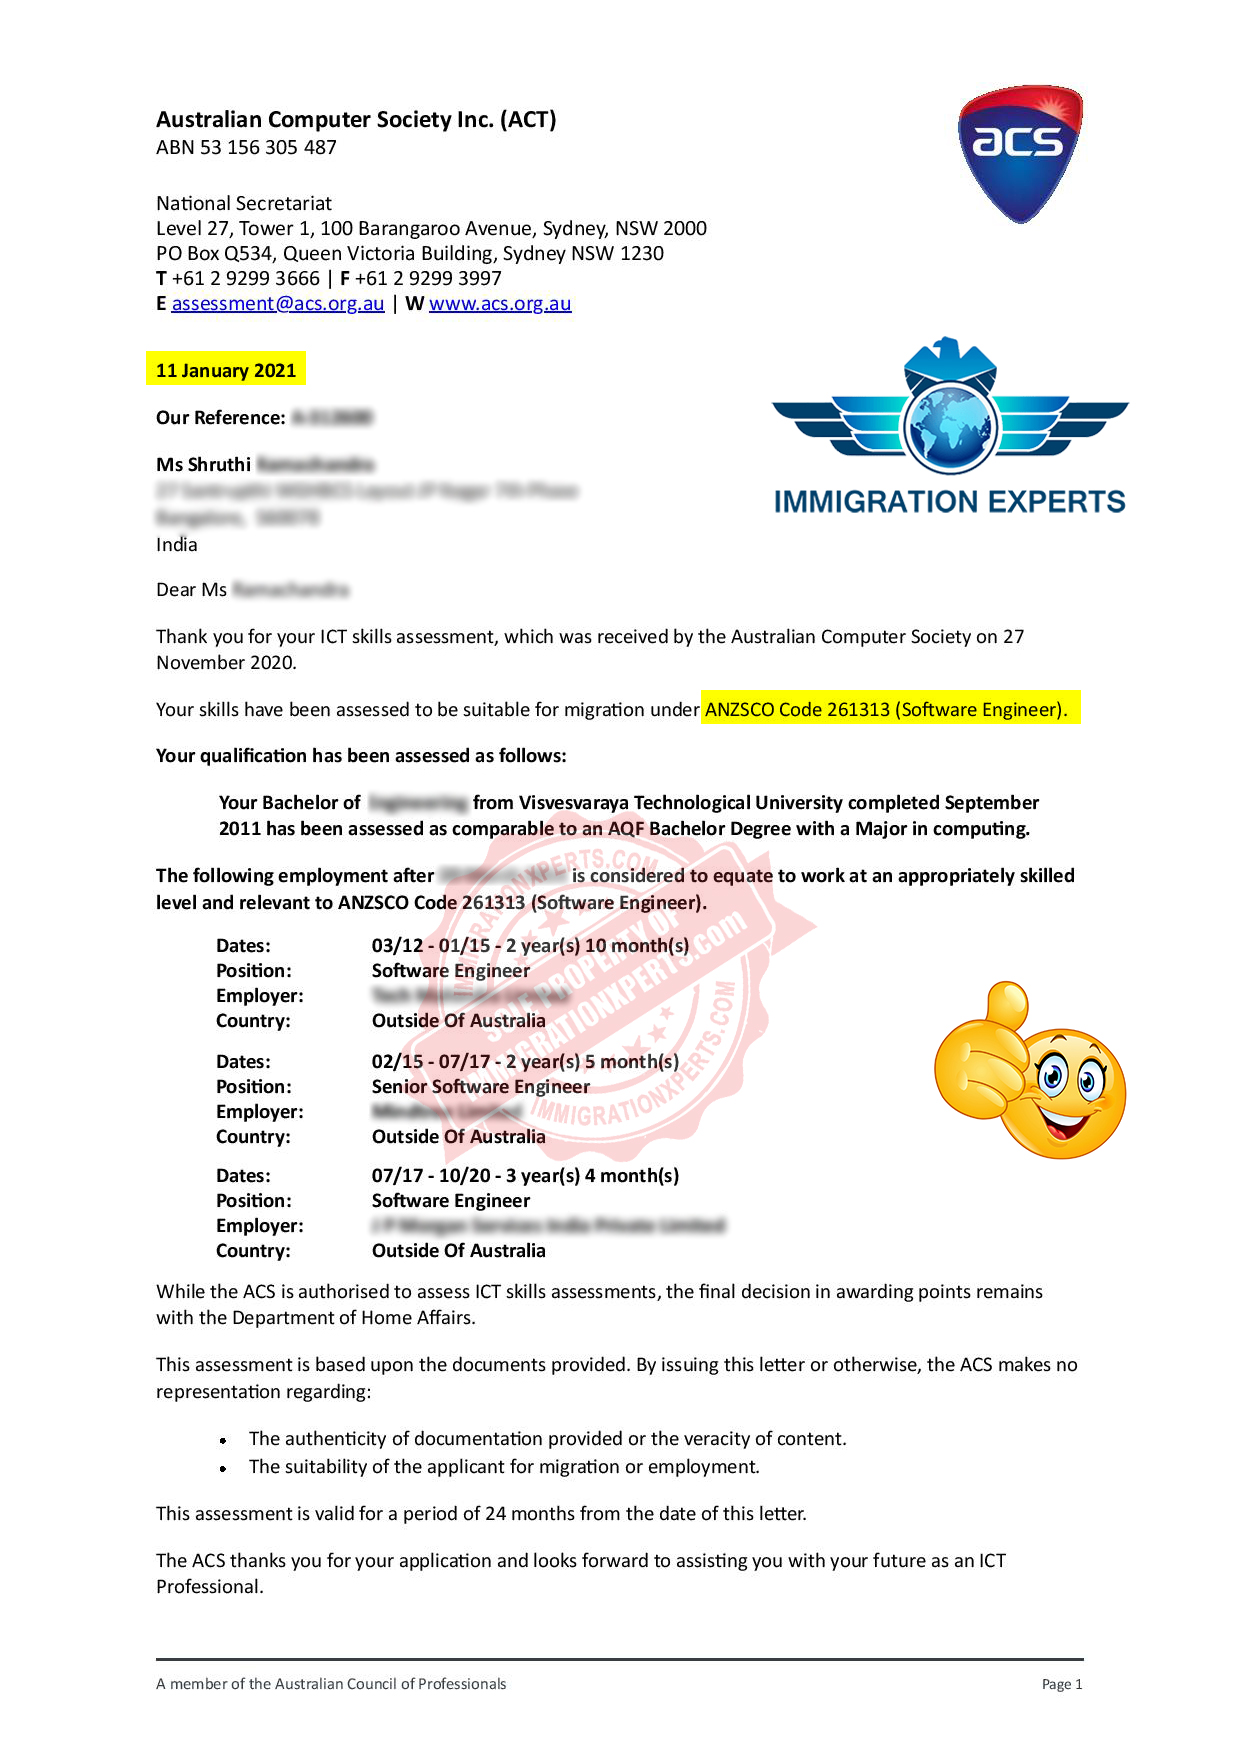 Australian Computer Society Inc. (ACT)
ABN 53 156 305 487
acs
National Secretariat
Level 27, Tower 1, 100 Barangaroo Avenue, Sydney, NSW 2000
PO Box Q534, Queen Victoria Building, Sydney NSW 1230
T +61 2 9299 3666 | F +61 2 9299 3997
E assessment@acs.org.au | W www.acs.org.au
11 January 2021
Our Reference:
IMMIGRATION EXPERTS
Ms Shruthi
India
Dear Ms
Thank you for your ICT skills assessment, which was received by the Australian Computer Society on 27
November 2020.
Your skills have been assessed to be suitable for migration under ANZSCO Code 261313 (Software Engineer).
Your qualification has been assessed as follows:
Your Bachelor of from Visvesvaraya Technological University completed September
2011 has been assessed as comparable to an AQF Bachelor Degree with a Major in computing.
The following employment after is considered to equate to work at an appropriately skilled
level and relevant to ANZSCO Code 261313 (Software Engineer).
IMMIGRATIONXPERTS.COM
SOLE PROPERTY OF
IMMIGRATIONXPERTS.com
IMMIGRATIONXPERTS.COM
Dates: 03/12 - 01/15 - 2 year(s) 10 month(s)
Position: Software Engineer
Employer:
Country: Outside Of Australia
Dates: 02/15 - 07/17 - 2 year(s) 5 month(s)
Position: Senior Software Engineer
Employer:
Country: Outside Of Australia
Dates: 07/17 - 10/20 - 3 year(s) 4 month(s)
Position: Software Engineer
Employer:
Country: Outside Of Australia
While the ACS is authorised to assess ICT skills assessments, the final decision in awarding points remains
with the Department of Home Affairs.
This assessment is based upon the documents provided. By issuing this letter or otherwise, the ACS makes no
representation regarding:
• The authenticity of documentation provided or the veracity of content.
• The suitability of the applicant for migration or employment.
This assessment is valid for a period of 24 months from the date of this letter.
The ACS thanks you for your application and looks forward to assisting you with your future as an ICT
Professional.
A member of the Australian Council of Professionals
Page 1